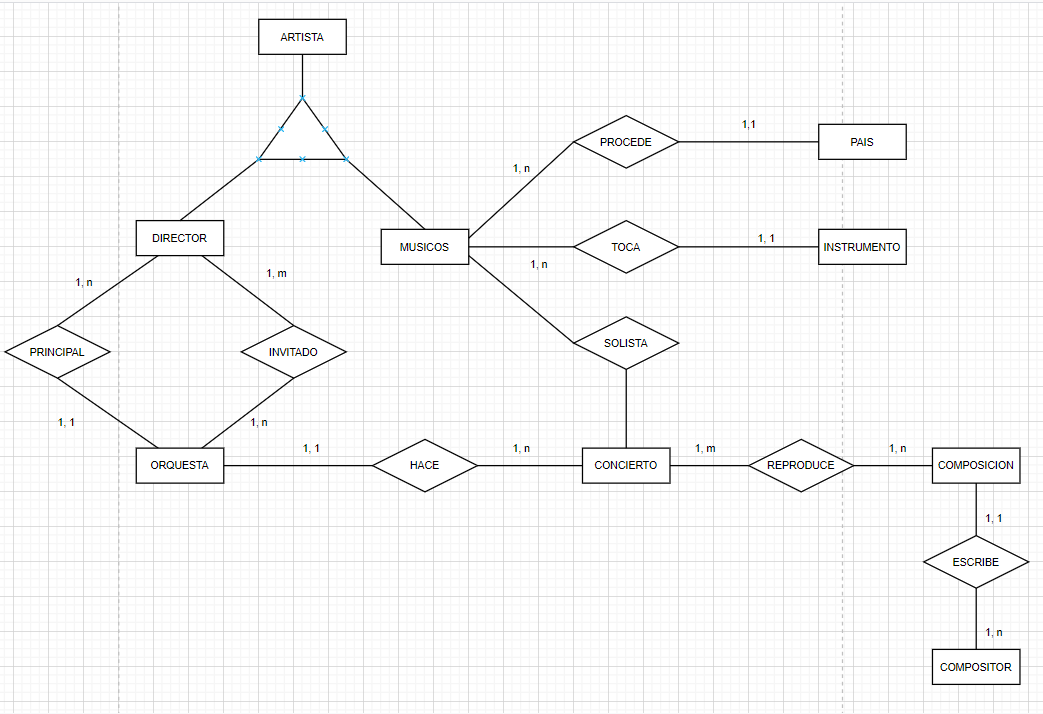 ARTISTA
1,1
PROCEDE
PAIS
1, n
DIRECTOR
MUSICOS
TOCA
1, 1
INSTRUMENTO
1, n
1, n
1, m
SOLISTA
PRINCIPAL
INVITADO
1, 1
1, n
ORQUESTA
1, 1
HACE
1, n
CONCIERTO
1, m
REPRODUCE
1, n
COMPOSICION
1, 1
ESCRIBE
1, n
COMPOSITOR